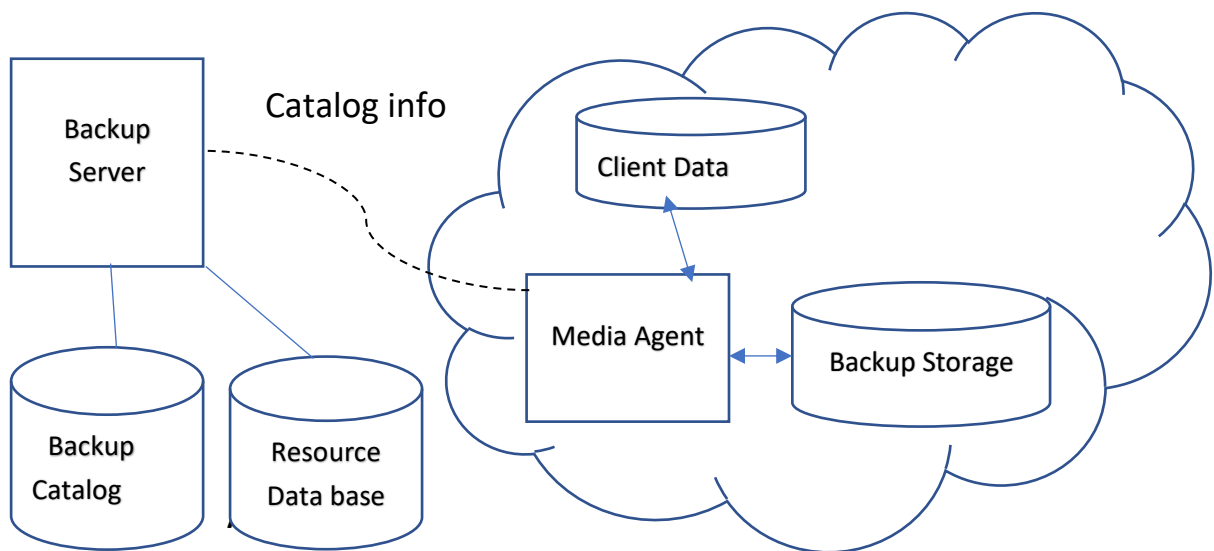 Backup
Server
Catalog info
Client Data
Media Agent
Backup Storage
Backup
Catalog
Resource
Data base